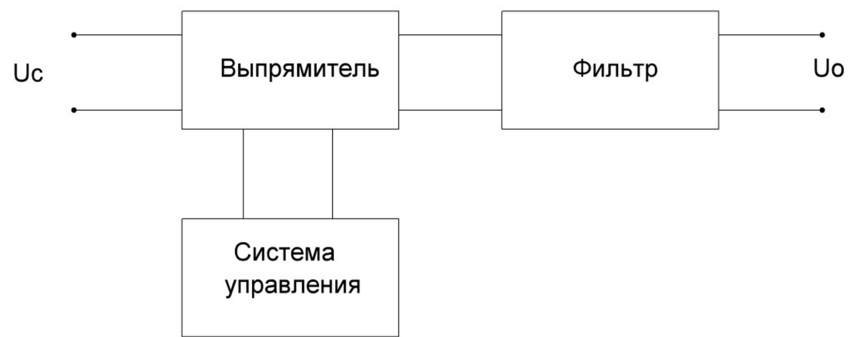 Uc
Выпрямитель
Фильтр
Uo
Система
управления